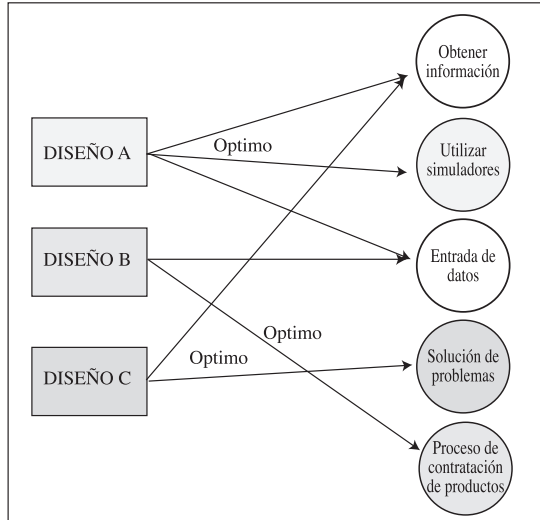 Obtener
información
DISEÑO A
Optimo
Utilizar
simuladores
DISEÑO B
Entrada de
datos
Optimo
DISEÑO C
Optimo
Solución de
problemas
Proceso de
contratación
de productos